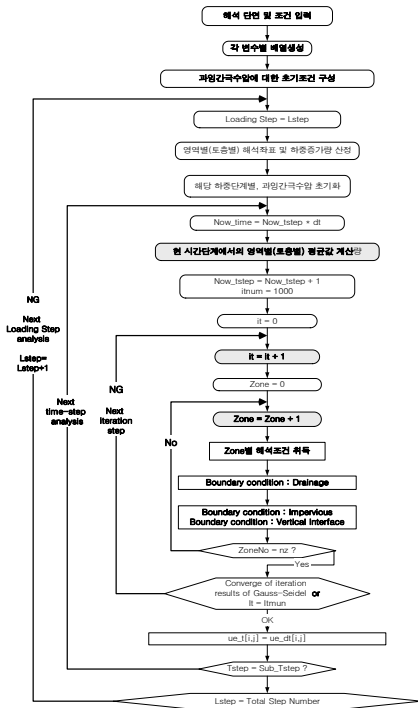 해석 단면 및 조건 입력
각 변수별 배열생성
과잉간극수압에 대한 초기조건 구성
Loading Step = Lstep
영역별(토층별) 해석좌표 및 하중증가량 산정
해당 하중단계별, 과잉간극수압 초기화
Now_time = Now_tstep * dt
현 시간단계에서의 영역별(토층별) 평균값 계산량
Now_tstep = Now_tstep + 1
itnum = 1000
it = 0
it = it + 1
Zone = 0
Zone = Zone + 1
Zone별 해석조건 취득
Boundary condition : Drainage
Boundary condition : Impervious
Boundary condition : Vertical Interface
ZoneNo = nz ?
Yes
No
Converge of iteration
results of Gauss-Seidel or
It = Itmun
OK
NG
Next
iteration
step
ue_t[i,j] = ue_dt[i,j]
Tstep = Sub_Tstep ?
Next
time-step
analysis
Lstep = Total Step Number
NG
Next
Loading Step
analysis
Lstep=
Lstep+1